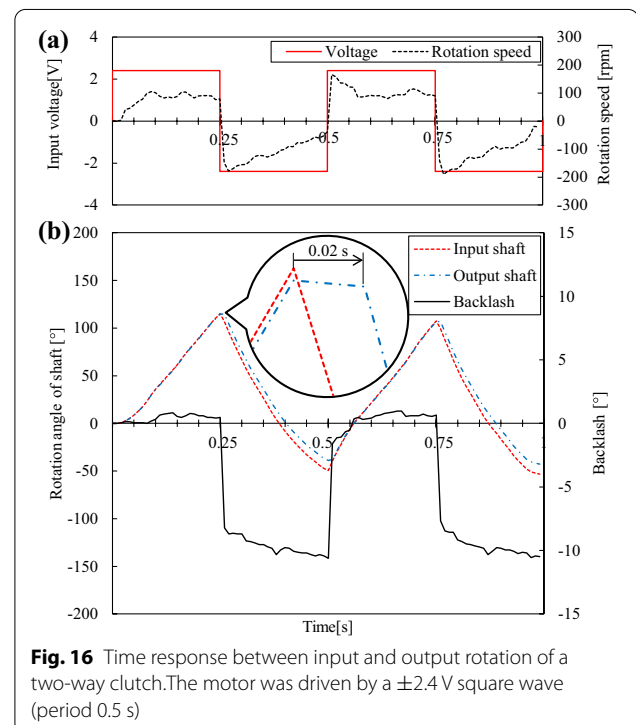 (a)
Voltage Rotation speed
Input voltage[V]
4
2
0
-2
-4
0.25 0.5 0.75 1
300
200
100
0
-100
-200
-300
Rotation speed [rpm]
(b)
Input shaft
Output shaft
Backlash
0.02 s
Rotation angle of shaft [°]
200
150
100
50
0
-50
-100
-150
-200
0.25 0.5 0.75 1
15
10
5
0
-5
-10
-15
Backlash [°]
Time[s]
Fig. 16 Time response between input and output rotation of a
two-way clutch.The motor was driven by a ±2.4 V square wave
(period 0.5 s)